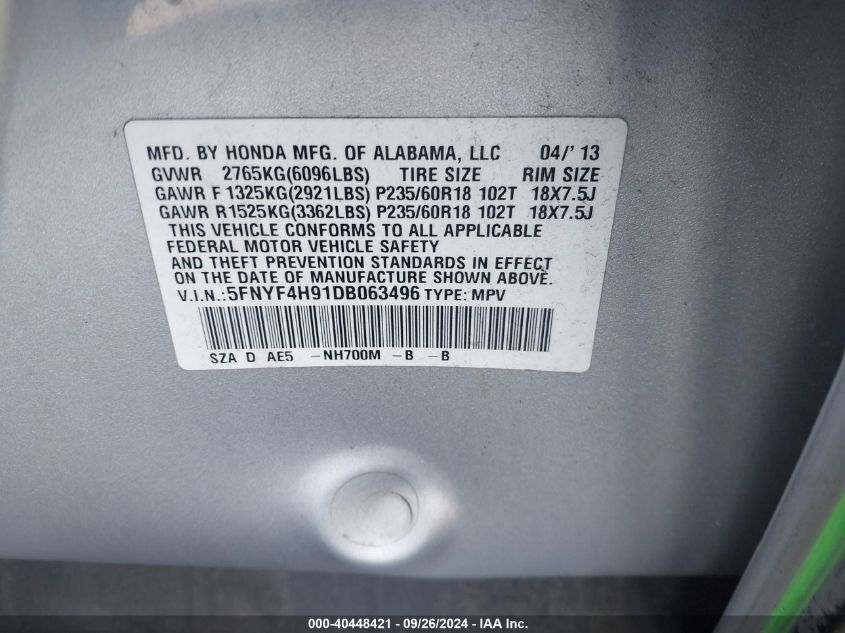 MFD. BY HONDA MFG. OF ALABAMA, LLC 04/' 13
GVWR 2765KG(6096LBS) TIRE SIZE RIM SIZE
GAWR F 1325KG(2921LBS) P235/60R18 102T 18X7.5J
GAWR R1525KG(3362LBS) P235/60R18 102T 18X7.5J
THIS VEHICLE CONFORMS TO ALL APPLICABLE
FEDERAL MOTOR VEHICLE SAFETY
AND THEFT PREVENTION STANDARDS IN EFFECT
ON THE DATE OF MANUFACTURE SHOWN ABOVE.
V.I.N.:5FNYF4H91DB063496 TYPE: MPV
SZA D AE5 -NH700M -B -B
000-40448421 - 09/26/2024 - IAA Inc.